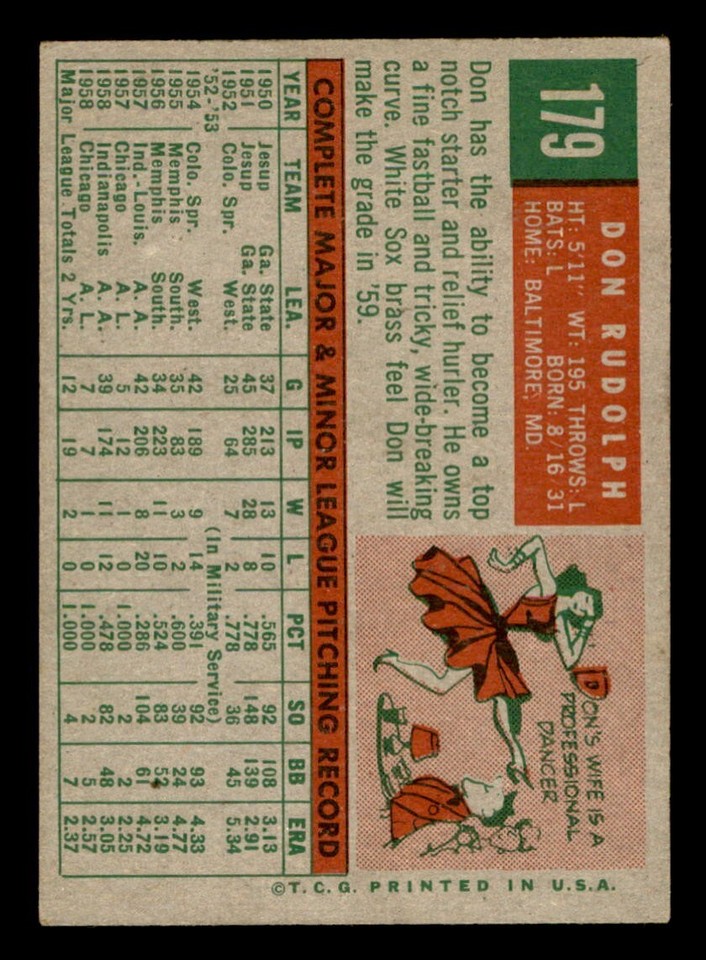 179
DON RUDOLPH
HT: 5'11" WT: 195 THROWS: L
BATS: L BORN: 8/16/31
HOME: BALTIMORE, MD.
Don has the ability to become a top
notch starter and relief hurler. He owns
a fine fastball and tricky, wide-breaking
curve. White Sox brass feel Don will
make the grade in '59.
DON'S WIFE IS A
PROFESSIONAL
DANCER
COMPLETE MAJOR & MINOR LEAGUE PITCHING RECORD
YEAR TEAM LEA. G IP W L PCT SO BB ERA
1950 Jesup Ga. State 37 213 13 10 .565 92 108 3.13
1951 Jesup Ga. State 45 285 28 8 .778 148 139 2.91
1952 Colo. Spr. West. 25 64 7 2 .778 36 45 5.34
'52-'53 (In Military Service)
1954 Colo. Spr. West. 42 189 9 14 .391 92 93 4.33
1955 Memphis South. 35 83 3 2 .600 39 24 4.77
1956 Memphis South. 34 223 11 10 .524 83 52 3.19
1957 Ind.-Louis. A. A. 42 206 8 20 .286 104 61 4.72
1957 Chicago A. L. 5 12 1 0 1.000 2 2 2.25
1958 Indianapolis A. A. 39 174 11 12 .478 82 48 3.05
1958 Chicago A. L. 7 7 1 0 1.000 2 5 2.57
Major League Totals 2 Yrs. 12 19 2 0 1.000 4 7 2.37
©T.C.G. PRINTED IN U.S.A.